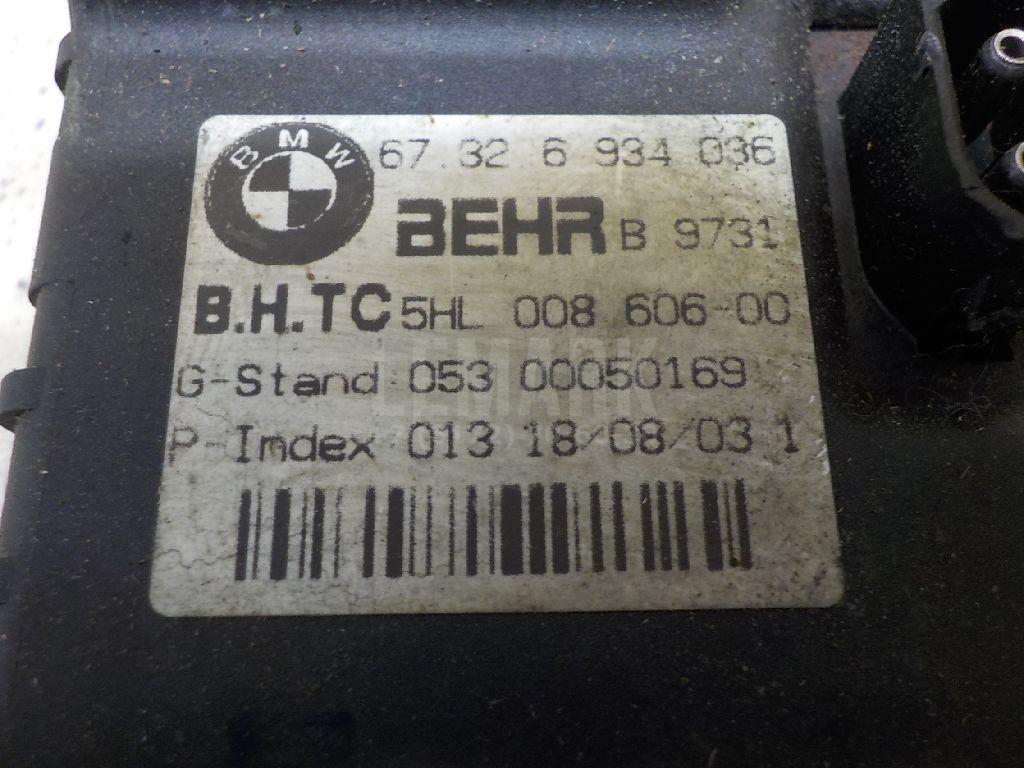 BMW 67.32 6 934 036
BEHR B 9731
B.H.TC 5HL 008 606-00
G-Stand 053 00050169
LEMARK
P-Index 013 18/08/03 1